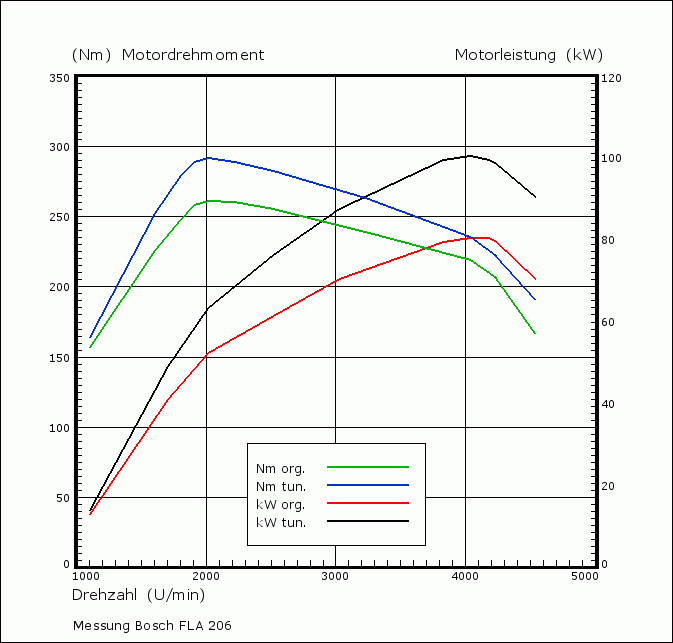 (Nm) Motordrehmoment Motorleistung (kW)
350 120
300 100
250 80
200 60
150 40
100 20
50 0
0
1000 2000 3000 4000 5000
Nm org.
Nm tun.
kW org.
kW tun.
Drehzahl (U/min)
Messung Bosch FLA 206